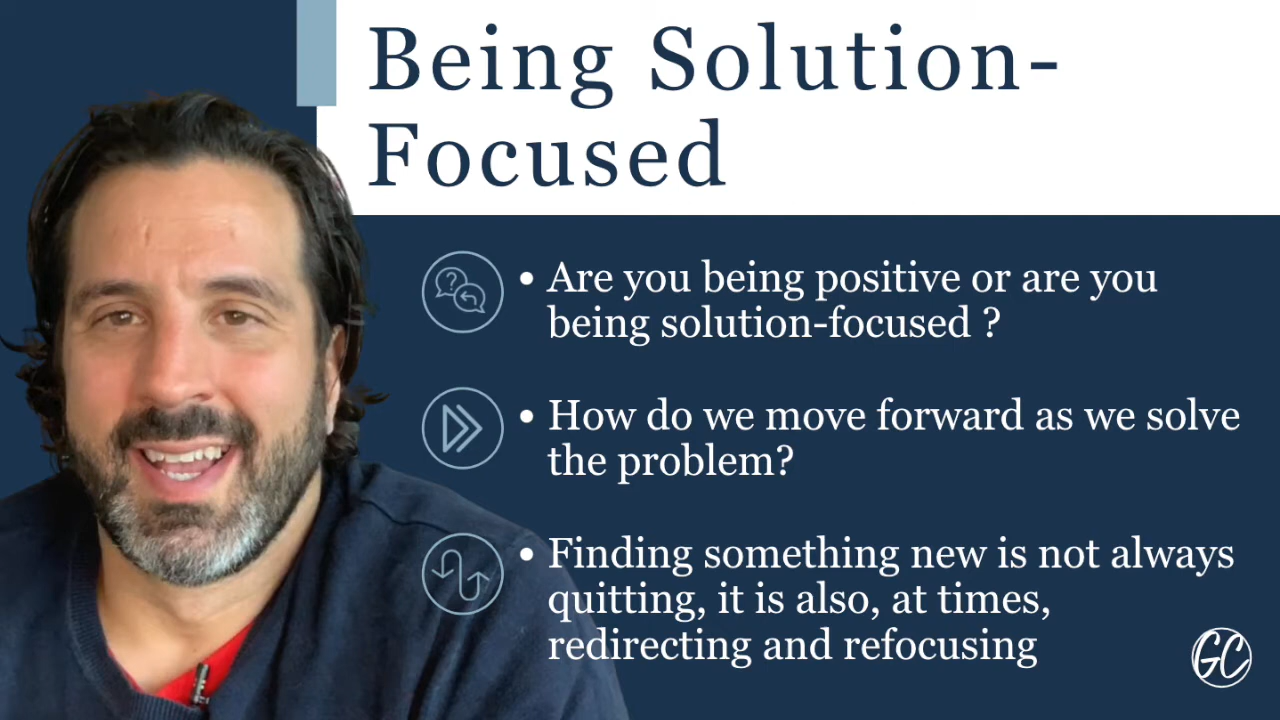 Being Solution-
Focused
• Are you being positive or are you
being solution-focused ?
• How do we move forward as we solve
the problem?
• Finding something new is not always
quitting, it is also, at times,
redirecting and refocusing
GC